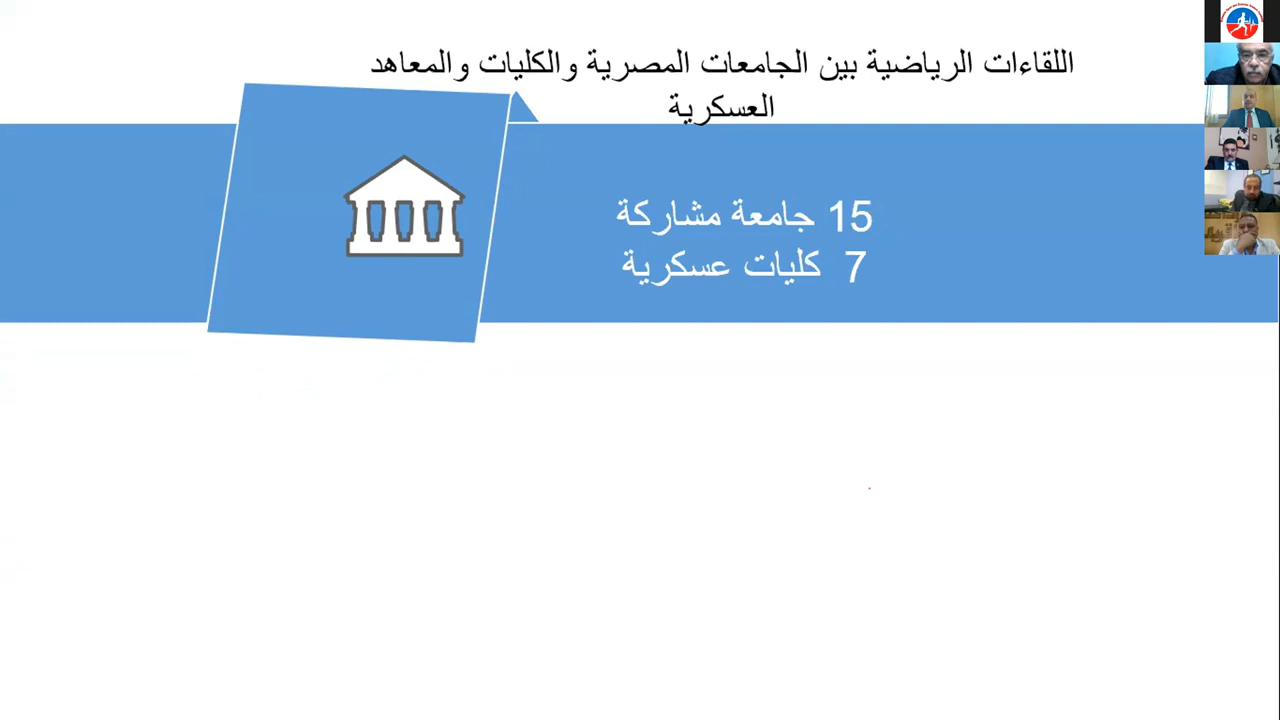 اللقاءات الرياضية بين الجامعات المصرية والكليات والمعاهد
العسكرية
15 جامعة مشاركة
7 كليات عسكرية